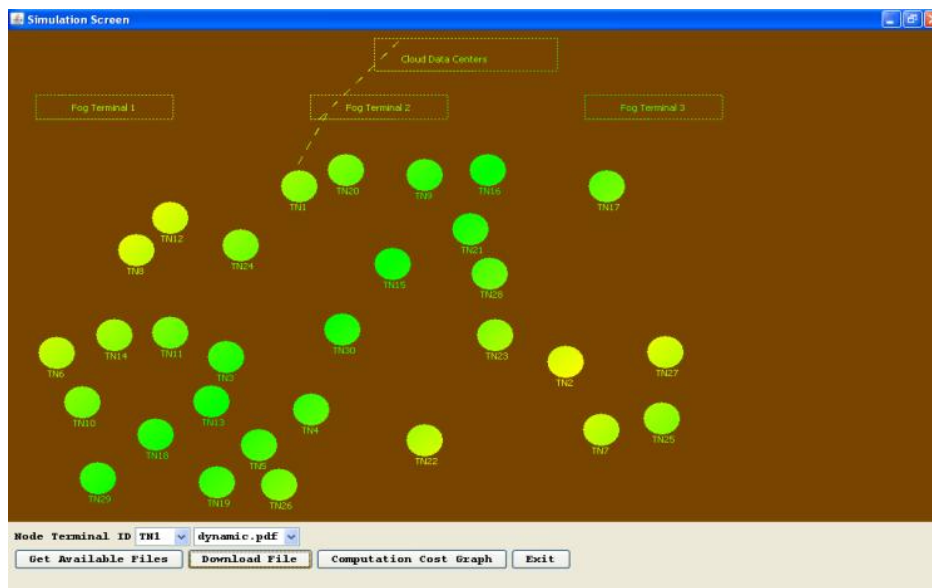 Simulation Screen
Cloud Data Centers
Fog Terminal 1
Fog Terminal 2
Fog Terminal 3
TN20
TN9
TN16
TN1
TN17
TN12
TN21
TN8
TN24
TN15
TN28
TN14
TN11
TN30
TN23
TN6
TN3
TN2
TN27
TN10
TN13
TN4
TN18
TN5
TN22
TN7
TN25
TN29
TN19
TN26
Node Terminal ID TN1 dynamic.pdf
Get Available Files Download File Computation Cost Graph Exit